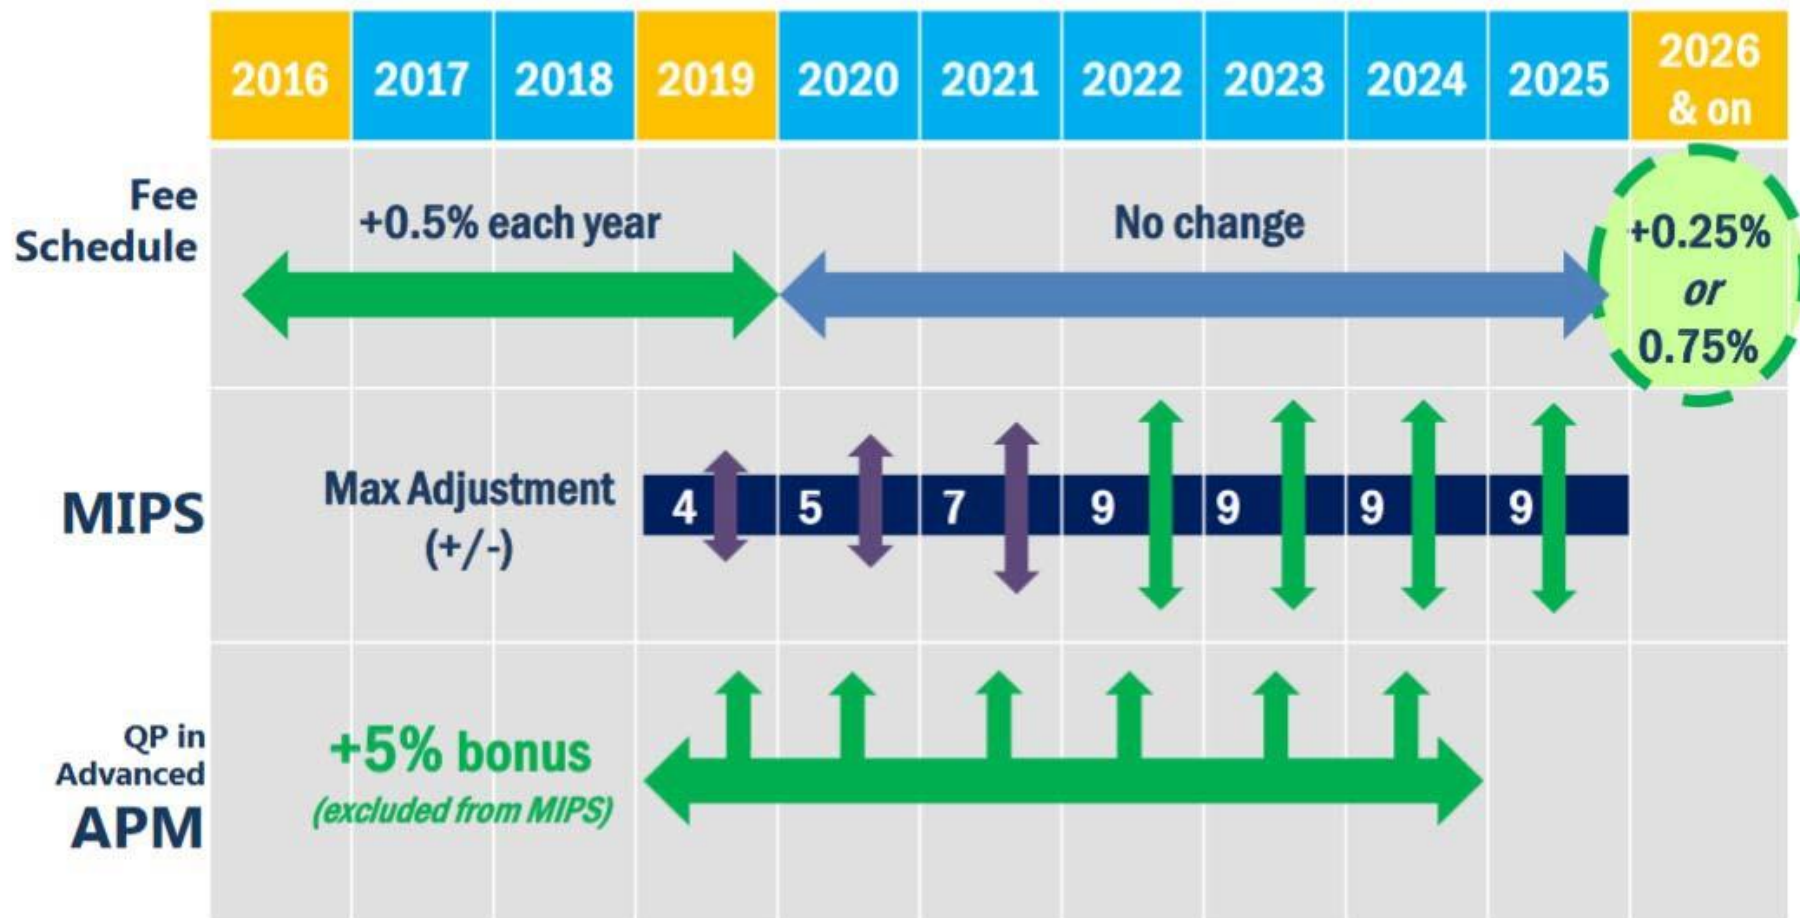 2016 2017 2018 2019 2020 2021 2022 2023 2024 2025 2026
& on
Fee
Schedule
+0.5% each year
No change
+0.25%
or
0.75%
MIPS
Max Adjustment
(+/-)
4 5 7 9 9 9 9
QP in
Advanced
APM
+5% bonus
(excluded from MIPS)